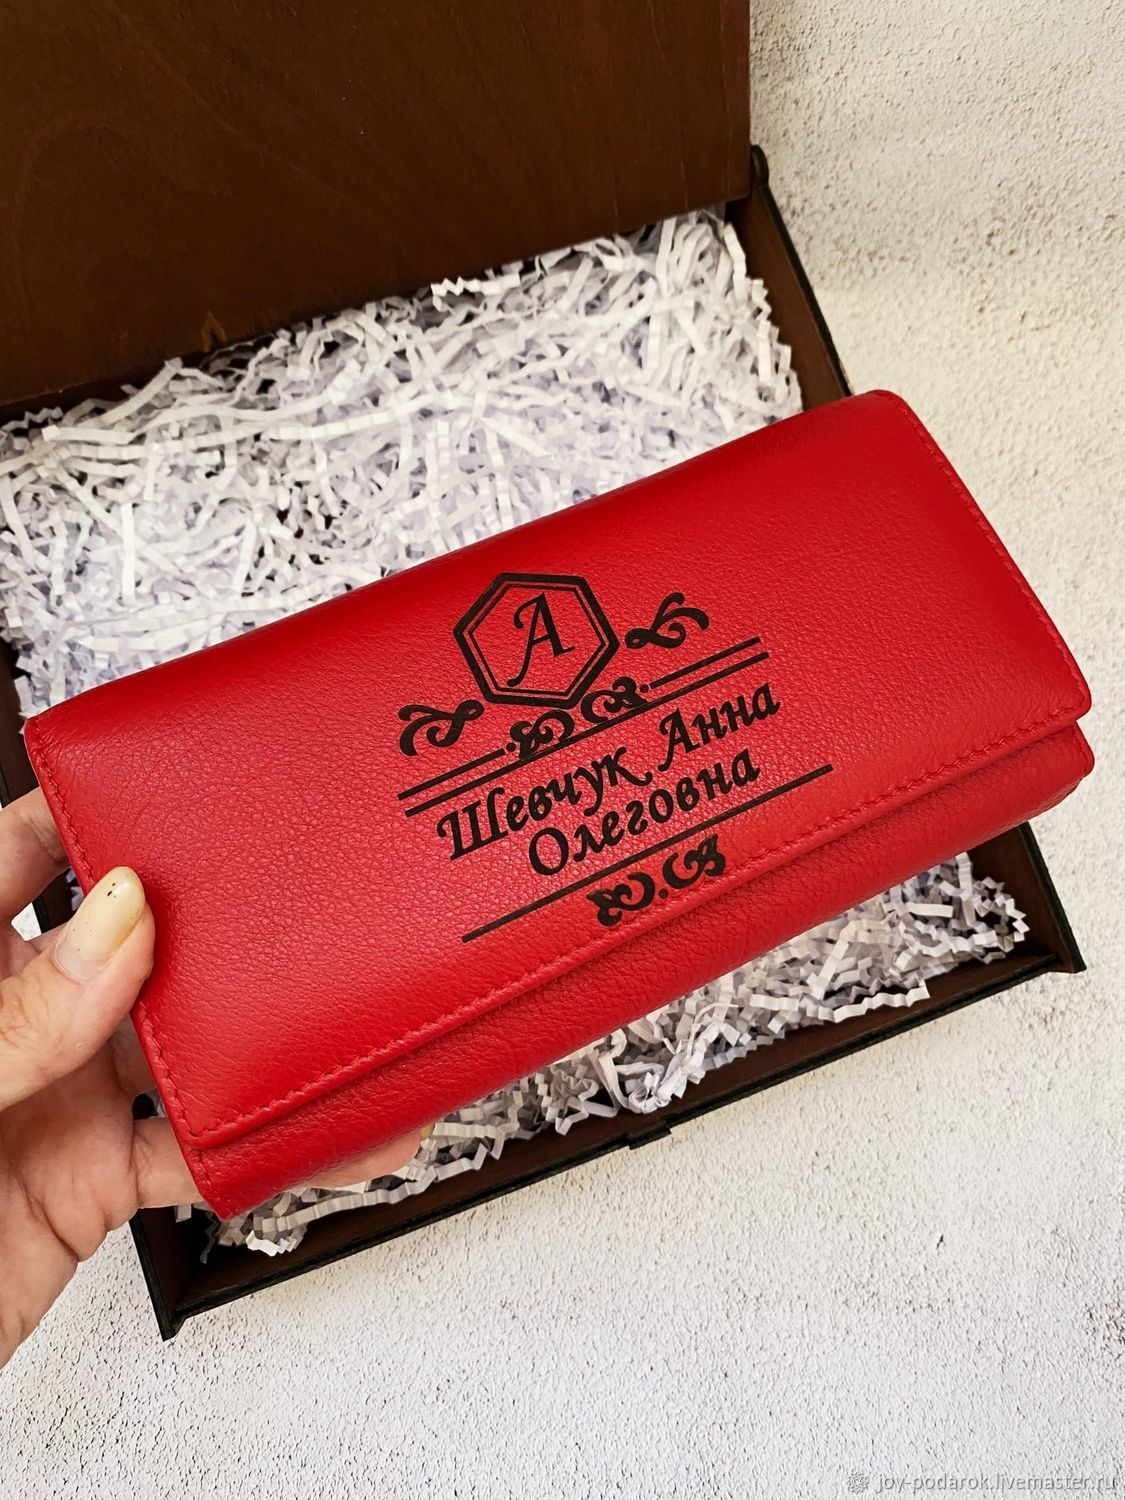 А
Шевчук Анна
Олеговна
joy-podarok.livemaster.ru